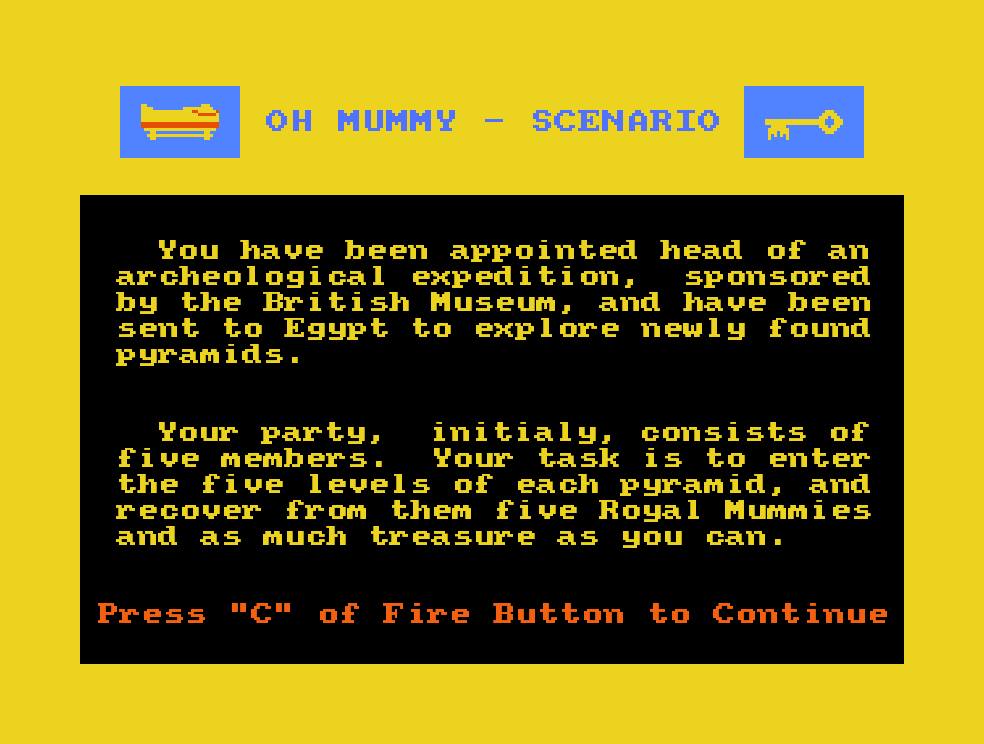 OH MUMMY - SCENARIO
You have been appointed head of an
archeological expedition, sponsored
by the British Museum, and have been
sent to Egypt to explore newly found
pyramids.
Your party, initialy, consists of
five members. Your task is to enter
the five levels of each pyramid, and
recover from them five Royal Mummies
and as much treasure as you can.
Press "C" of Fire Button to Continue